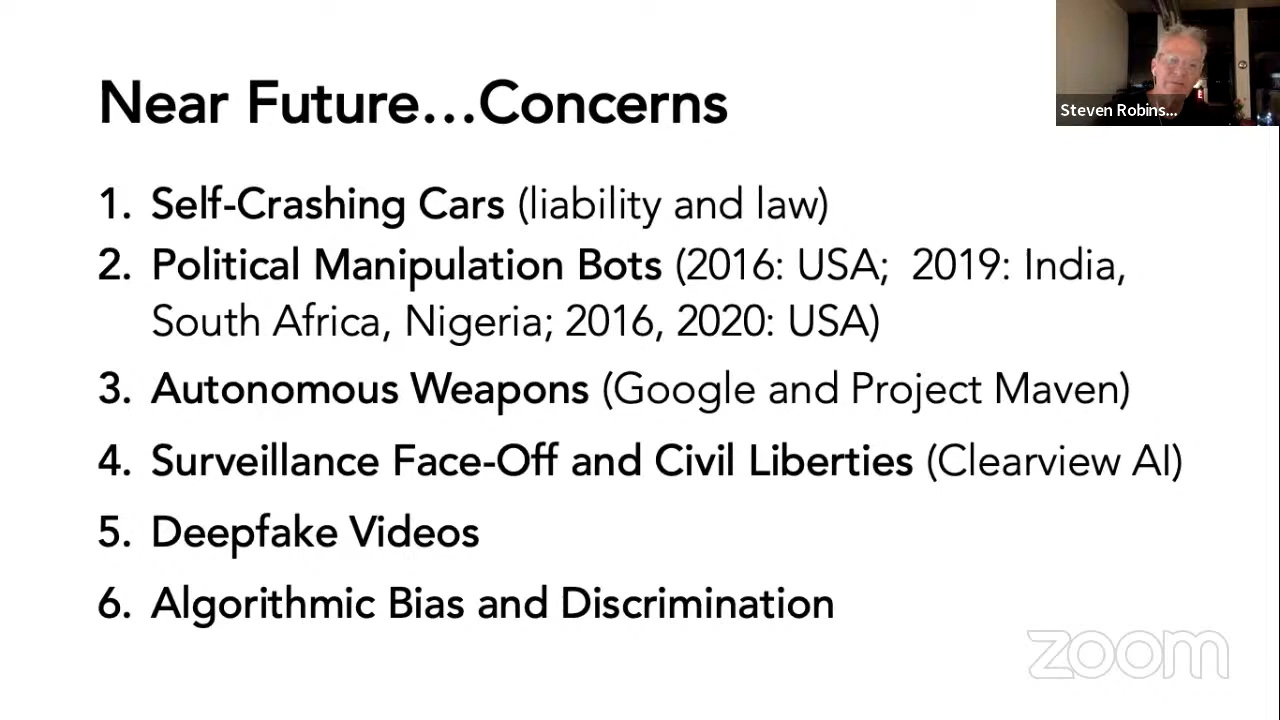 Near Future...Concerns
Steven Robins...
1. Self-Crashing Cars (liability and law)
2. Political Manipulation Bots (2016: USA;  2019: India,
South Africa, Nigeria; 2016, 2020: USA)
3. Autonomous Weapons (Google and Project Maven)
4. Surveillance Face-Off and Civil Liberties (Clearview AI)
5. Deepfake Videos
6. Algorithmic Bias and Discrimination
zoom